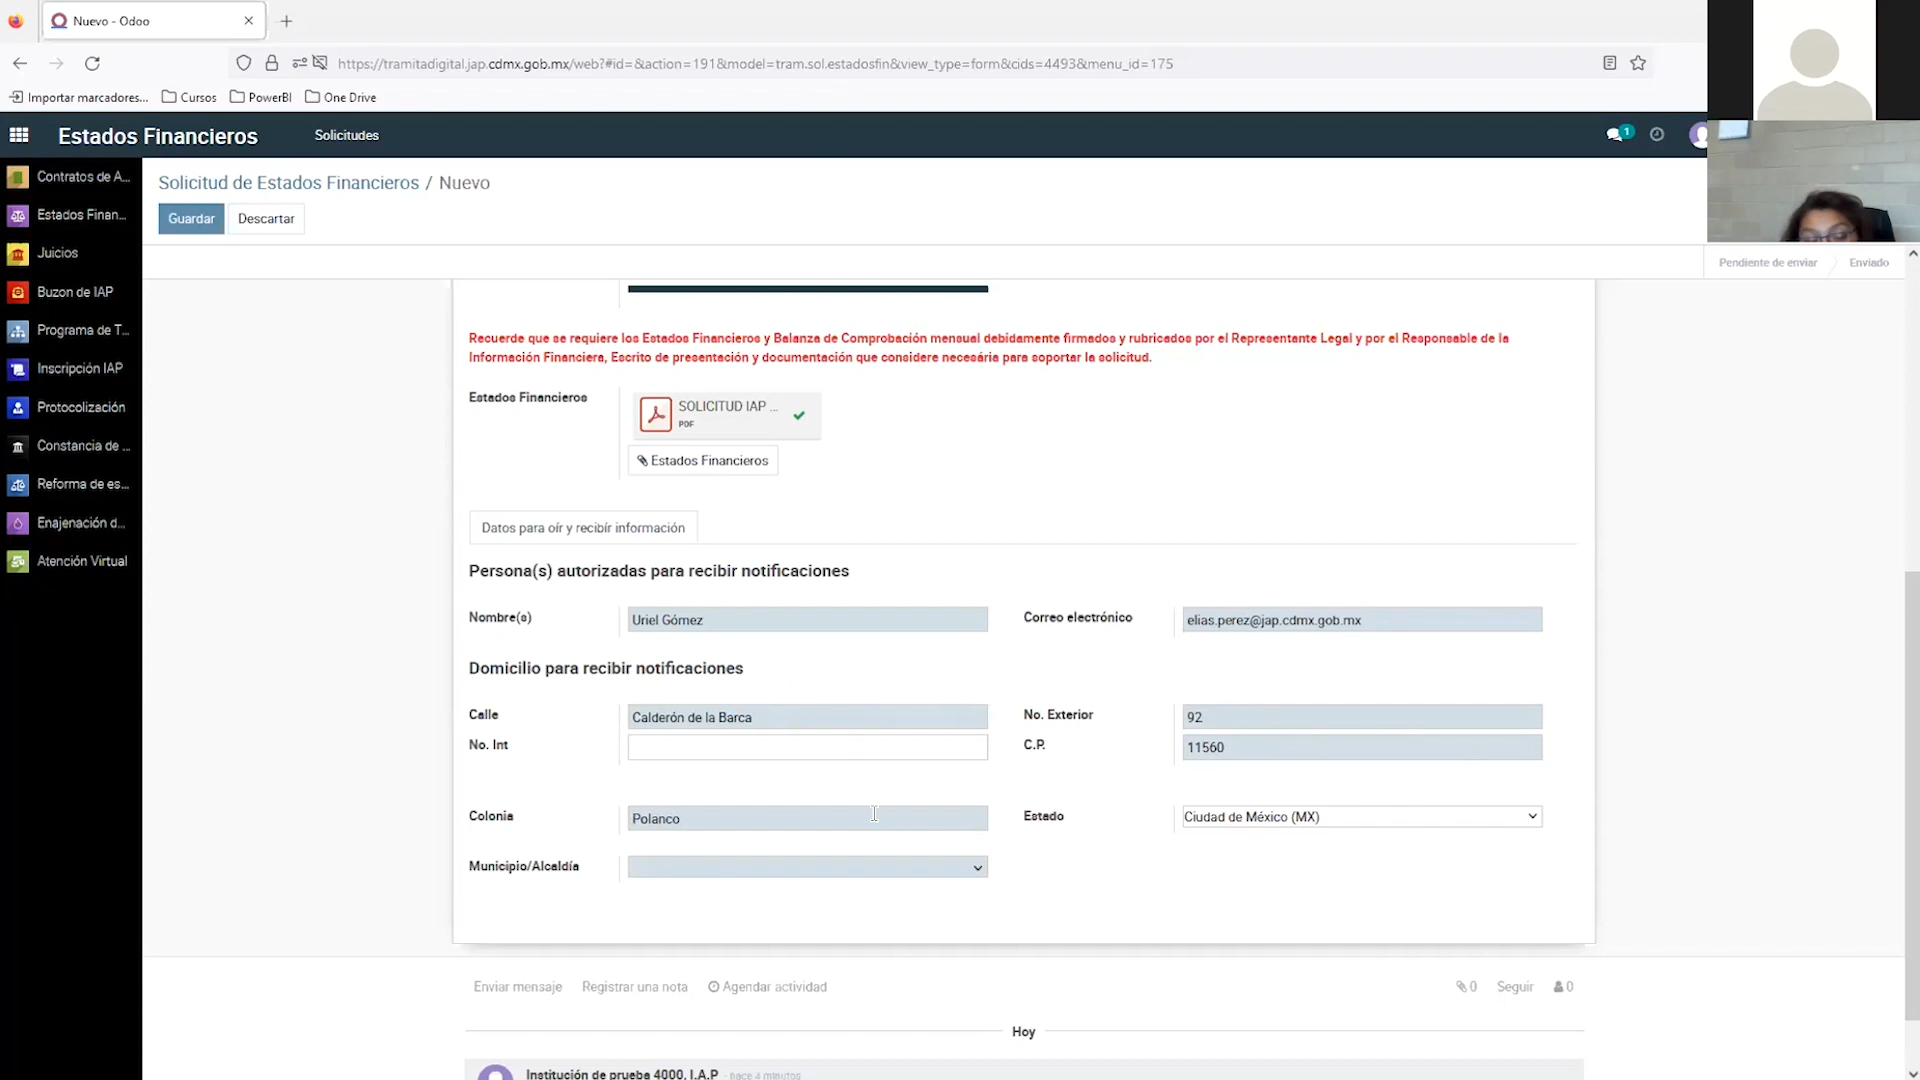 Nuevo - Odoo
https://tramitadigital.jap.cdmx.gob.mx/web?#id=&action=191&model=tram.sol.estadosfin&view_type=form&cids=4493&menu_id=175
Importar marcadores... Cursos PowerBI One Drive
Estados Financieros Solicitudes 1
Contratos de A...
Estados Finan...
Juicios
Buzon de IAP
Programa de T...
Inscripción IAP
Protocolización
Constancia de ...
Reforma de es...
Enajenación d...
Atención Virtual
Solicitud de Estados Financieros / Nuevo
Guardar Descartar
Pendiente de enviar Enviado
Recuerde que se requiere los Estados Financieros y Balanza de Comprobación mensual debidamente firmados y rubricados por el Representante Legal y por el Responsable de la
Información Financiera, Escrito de presentación y documentación que considere necesária para soportar la solicitud.
Estados Financieros
SOLICITUD IAP ...
PDF
Estados Financieros
Datos para oír y recibír información
Persona(s) autorizadas para recibir notificaciones
Nombre(s) Uriel Gómez Correo electrónico elias.perez@jap.cdmx.gob.mx
Domicilio para recibir notificaciones
Calle Calderón de la Barca No. Exterior 92
No. Int C.P. 11560
Colonia Polanco Estado Ciudad de México (MX)
Municipio/Alcaldía
Enviar mensaje Registrar una nota Agendar actividad 0 Seguir 0
Hoy
Institución de prueba 4000, I.A.P - hace 4 minutos